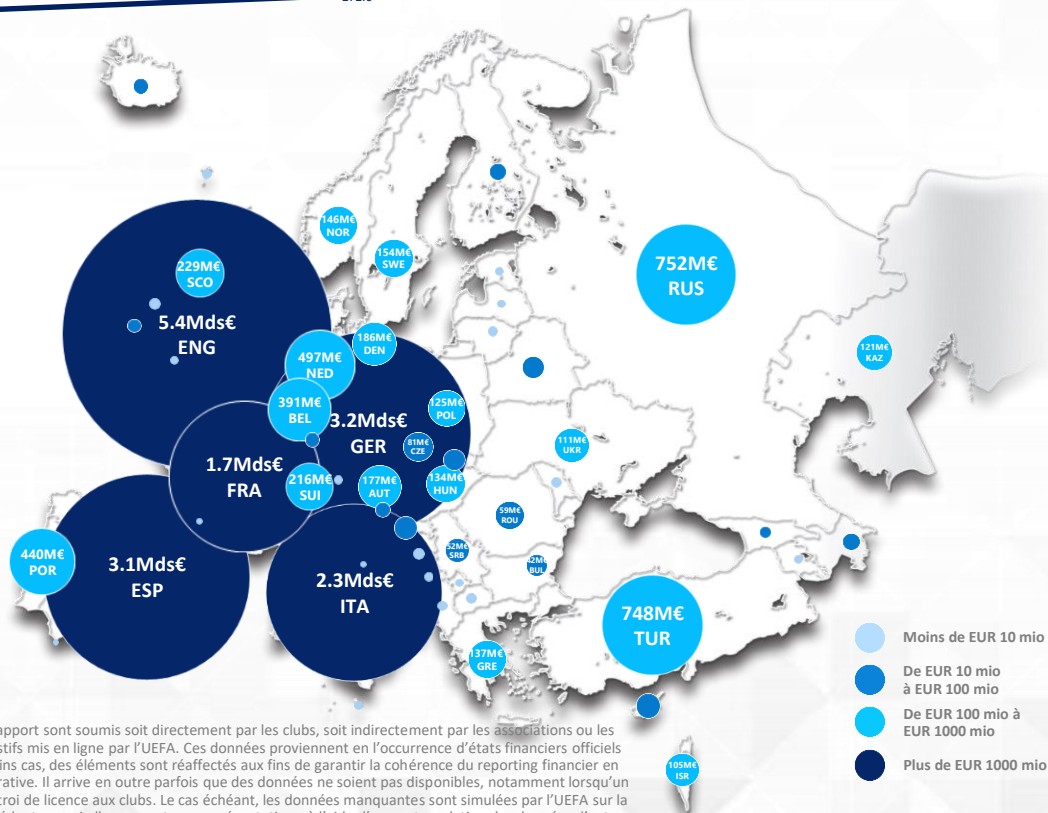 146M€
NOR
154M€
SWE
229M€
SCO
752M€
RUS
5.4Mds€
ENG
186M€
DEN
497M€
NED
121M€
KAZ
391M€
BEL
125M€
POL
3.2Mds€
GER
81M€
CZE
111M€
UKR
1.7Mds€
FRA
216M€
SUI
177M€
AUT
134M€
HUN
59M€
ROU
440M€
POR
3.1Mds€
ESP
52M€
SRB
42M€
BUL
2.3Mds€
ITA
748M€
TUR
137M€
GRE
105M€
ISR
Moins de EUR 10 mio
De EUR 10 mio
à EUR 100 mio
De EUR 100 mio à
EUR 1000 mio
Plus de EUR 1000 mio
apport sont soumis soit directement par les clubs, soit indirectement par les associations ou les
stifs mis en ligne par l'UEFA. Ces données proviennent en l'occurrence d'états financiers officiels
ins cas, des éléments sont réaffectés aux fins de garantir la cohérence du reporting financier en
rative. Il arrive en outre parfois que des données ne soient pas disponibles, notamment lorsqu'un
troi de licence aux clubs. Le cas échéant, les données manquantes sont simulées par l'UEFA sur la